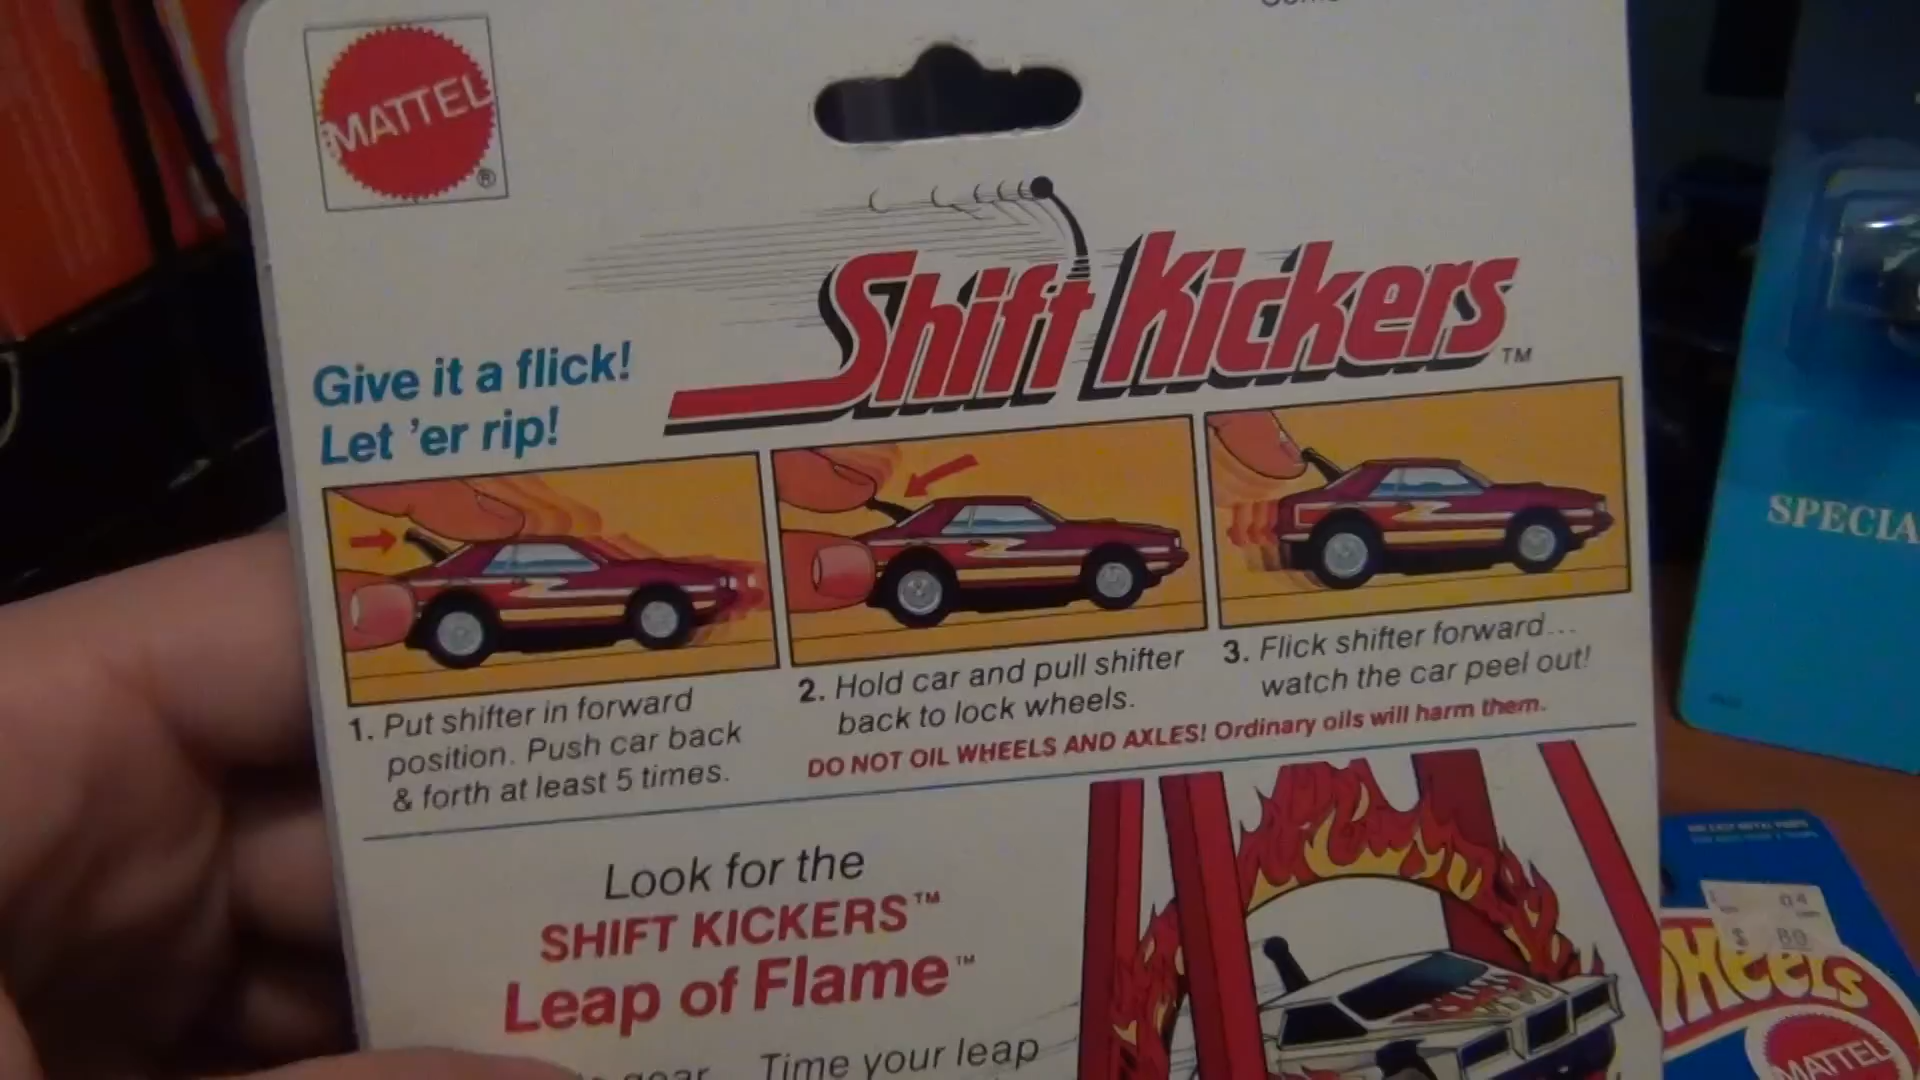 MATTEL
®
Shift Kickers
TM
Give it a flick!
Let 'er rip!
1. Put shifter in forward
position. Push car back
& forth at least 5 times.
2. Hold car and pull shifter
back to lock wheels.
3. Flick shifter forward...
watch the car peel out!
DO NOT OIL WHEELS AND AXLES! Ordinary oils will harm them.
Look for the
SHIFT KICKERS™
Leap of Flame™
gear. Time your leap
SPECIA
WHEELS
MATTEL